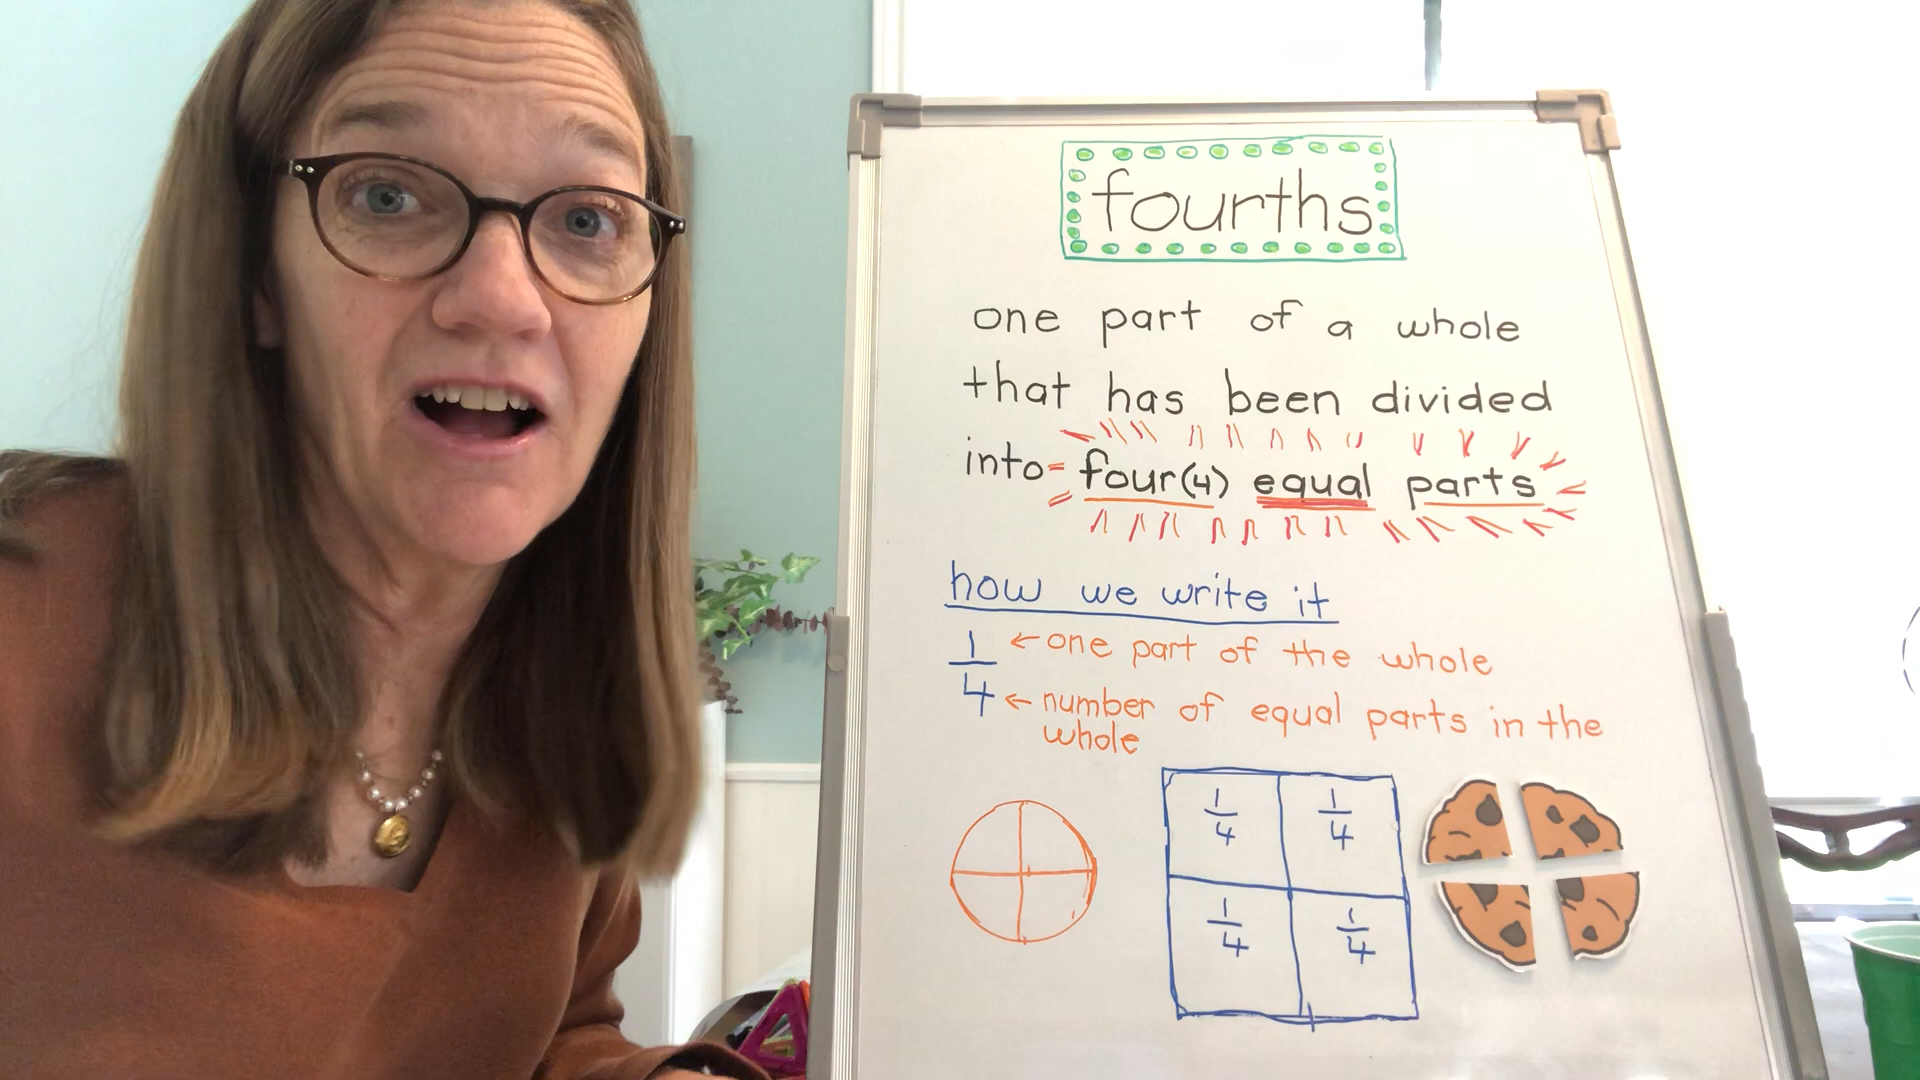 fourths
one part of a whole
that has been divided
into four(4) equal parts
how we write it
1 ← one part of the whole
4 ← number of equal parts in the
whole
1/4 1/4
1/4 1/4